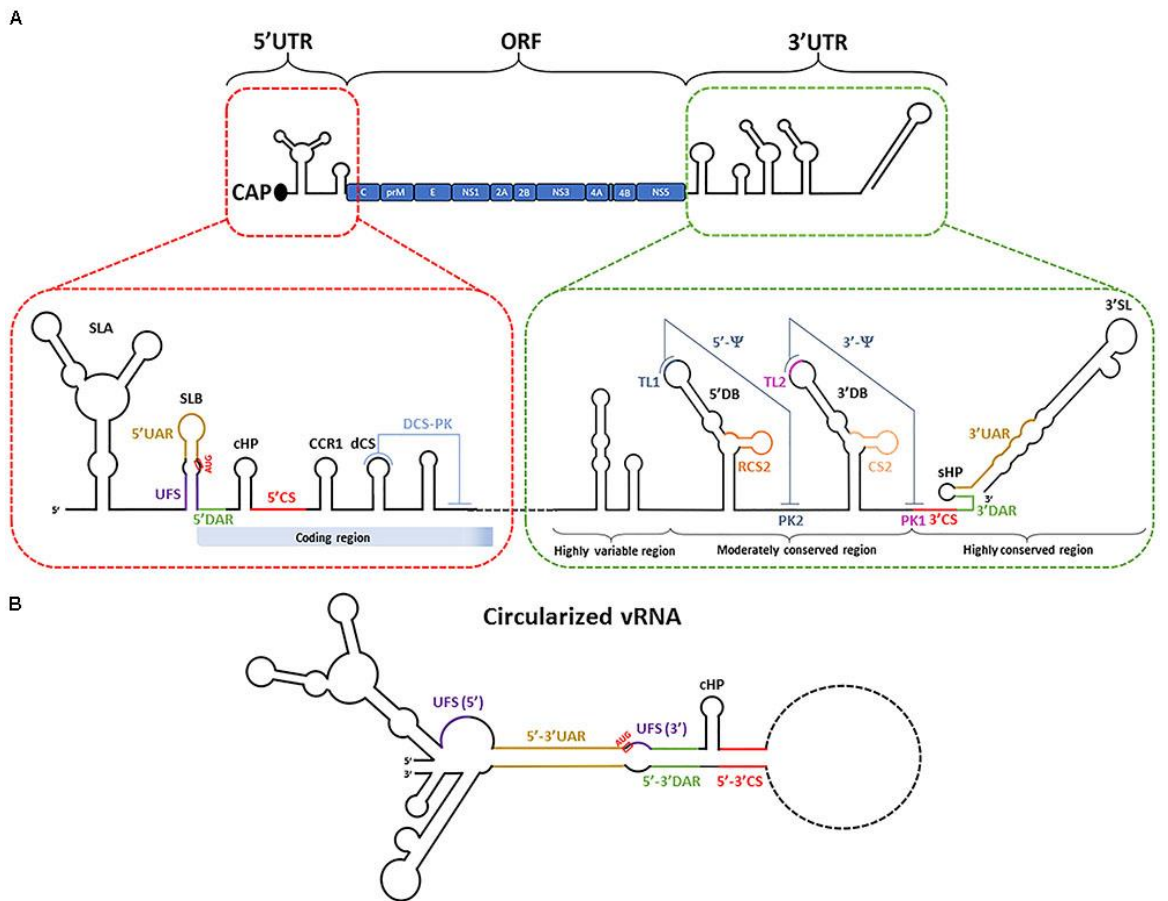 A
5'UTR
ORF
3'UTR
CAP
C
prM
E
NS1
2A
2B
NS3
4A
4B
NS5
SLA
SLB
5'UAR
AUG
UFS
cHP
5'DAR
5'CS
CCR1
dCS
DCS-PK
5'
Coding region
5'-Ψ
3'-Ψ
TL1
5'DB
RCS2
TL2
3'DB
CS2
PK2
PK1
3'SL
3'UAR
sHP
3'
3'DAR
3'CS
Highly variable region
Moderately conserved region
Highly conserved region
B
Circularized vRNA
UFS (5')
5'
3'
5'-3'UAR
AUG
UFS (3')
cHP
5'-3'DAR
5'-3'CS